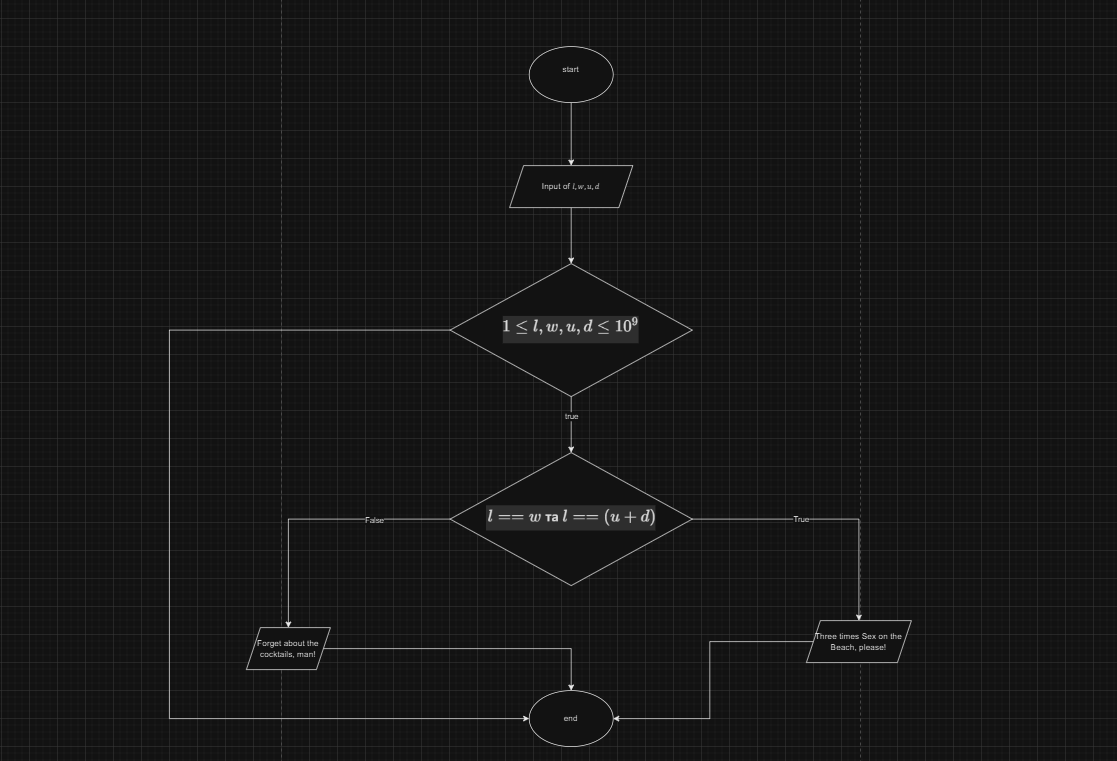 start
Input of l, w, u, d
1 ≤ l, w, u, d ≤ 10⁹
true
l == w та l == (u + d)
False
True
Forget about the
cocktails, man!
Three times Sex on the
Beach, please!
end